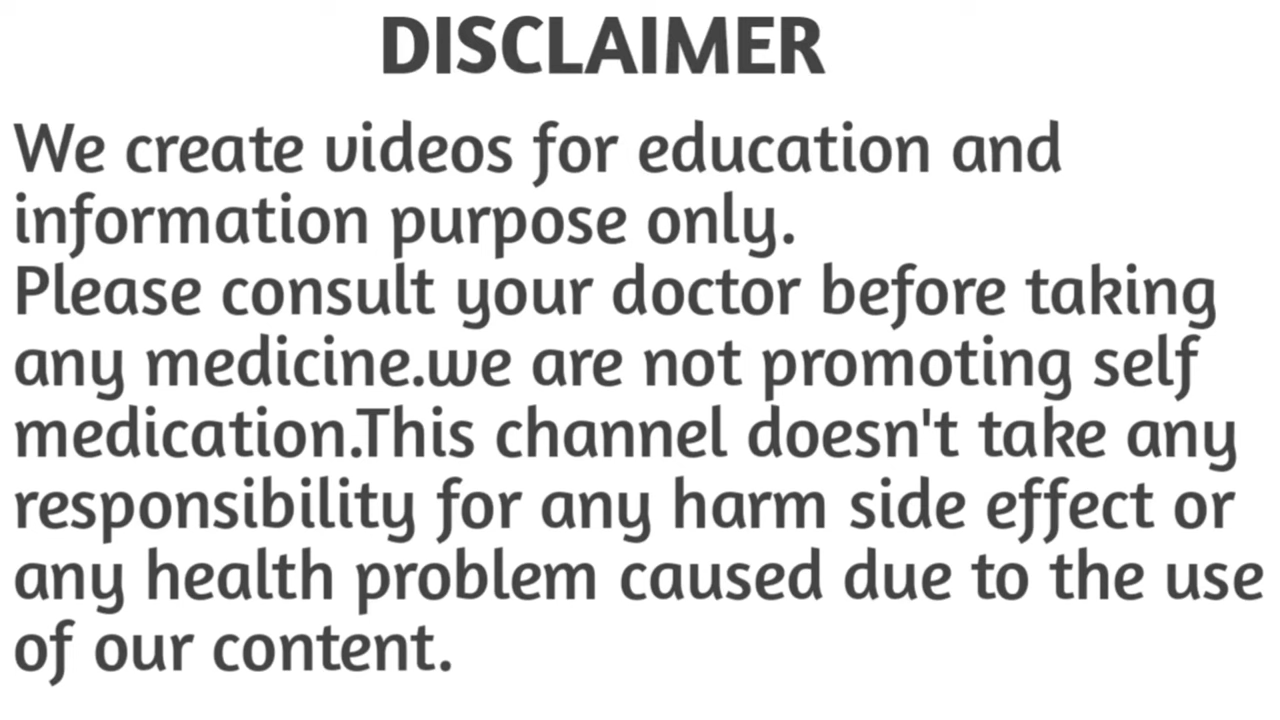 DISCLAIMER
We create videos for education and
information purpose only.
Please consult your doctor before taking
any medicine.we are not promoting self
medication.This channel doesn't take any
responsibility for any harm side effect or
any health problem caused due to the use
of our content.